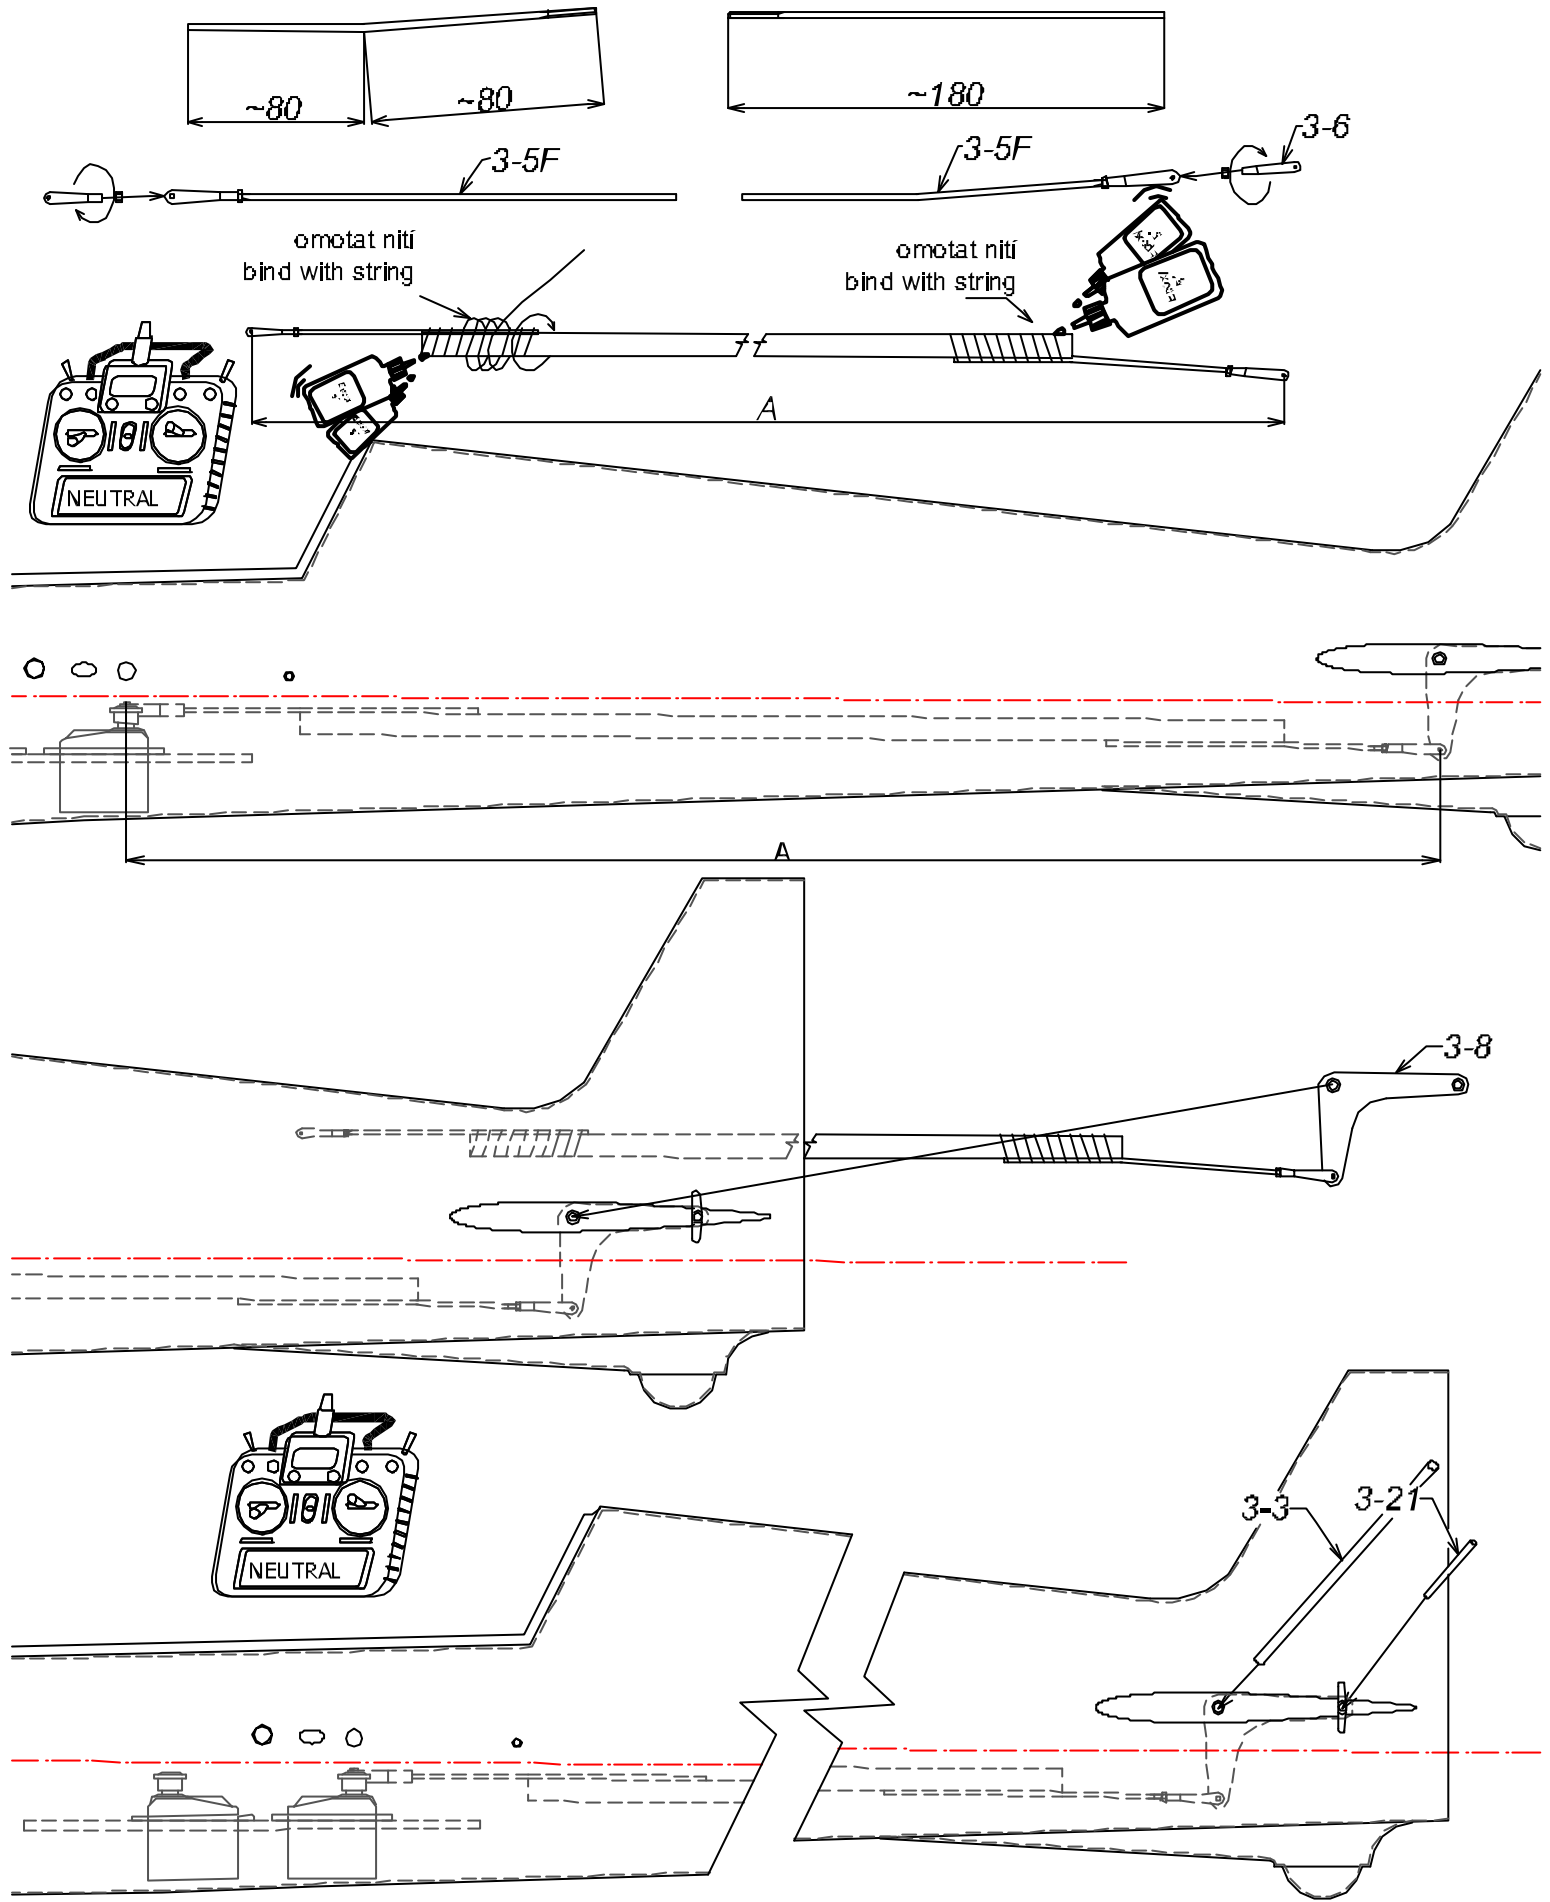 ~80
~80
~180
3-5F
3-5F
3-6
omotat nití
bind with string
omotat nití
bind with string
A
NEUTRAL
A
3-8
NEUTRAL
3-3
3-21